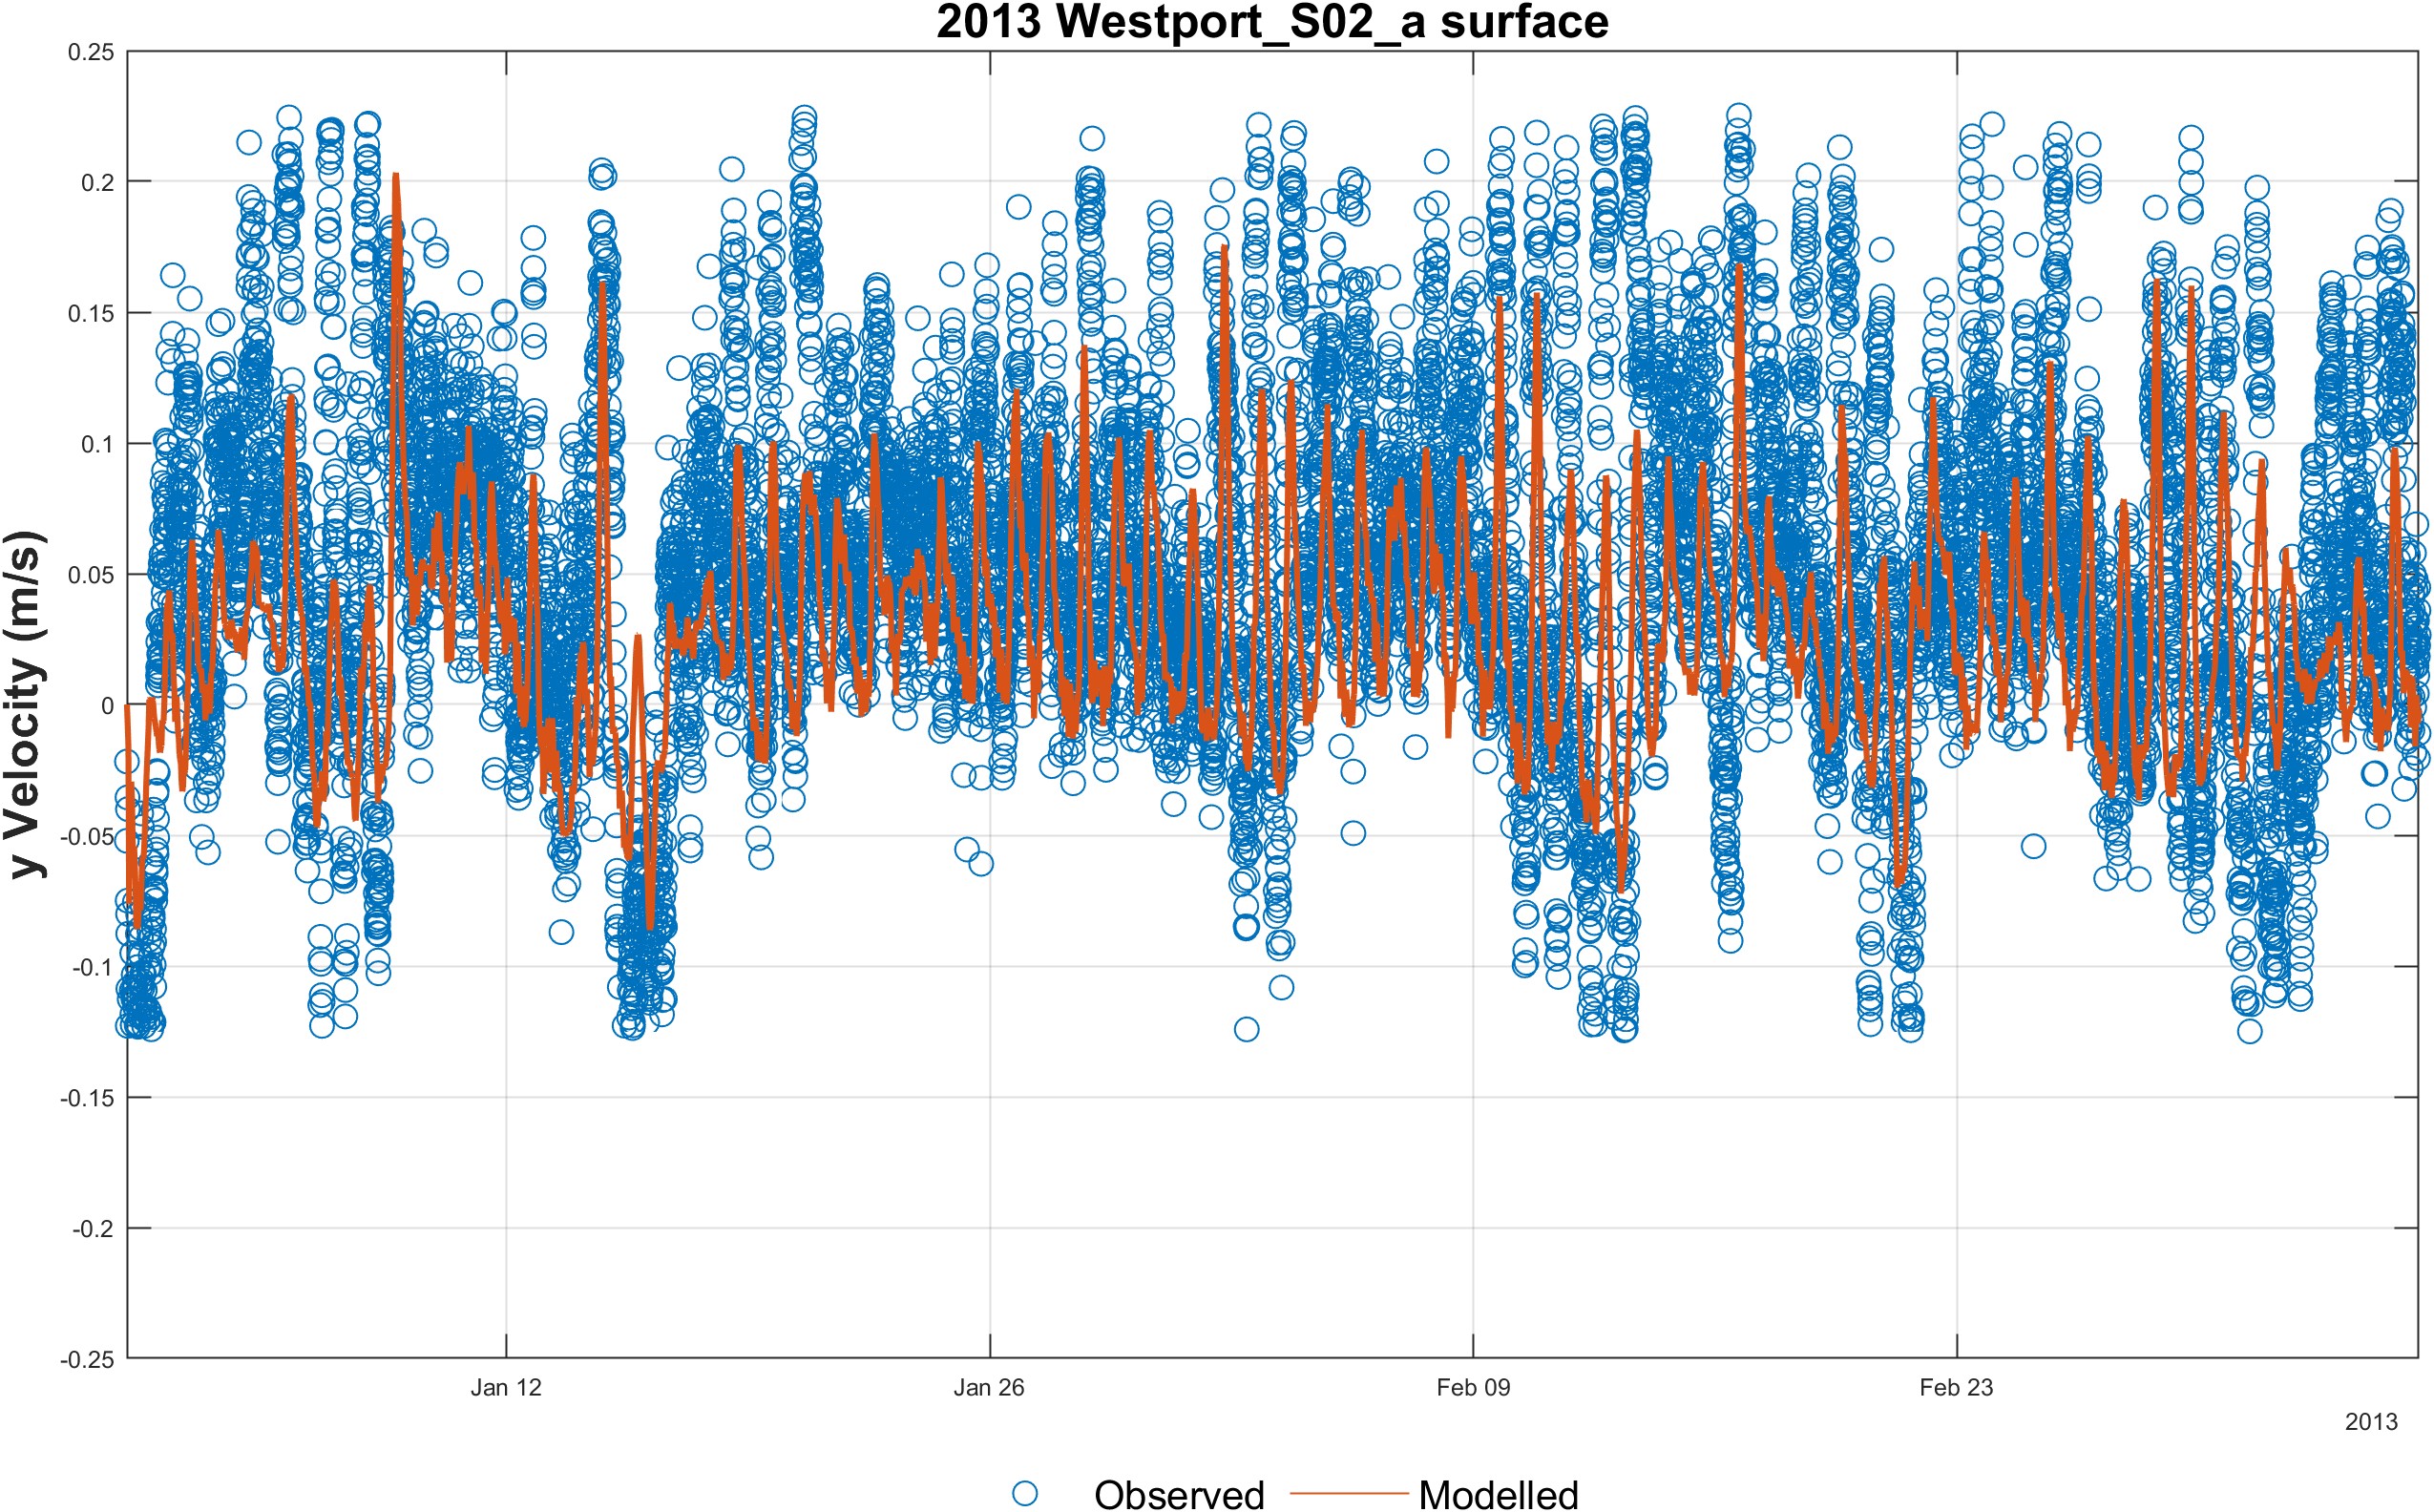 2013 Westport_S02_a surface
y Velocity (m/s)
0.25
0.2
0.15
0.1
0.05
0
-0.05
-0.1
-0.15
-0.2
-0.25
Jan 12
Jan 26
Feb 09
Feb 23
2013
Observed
Modelled